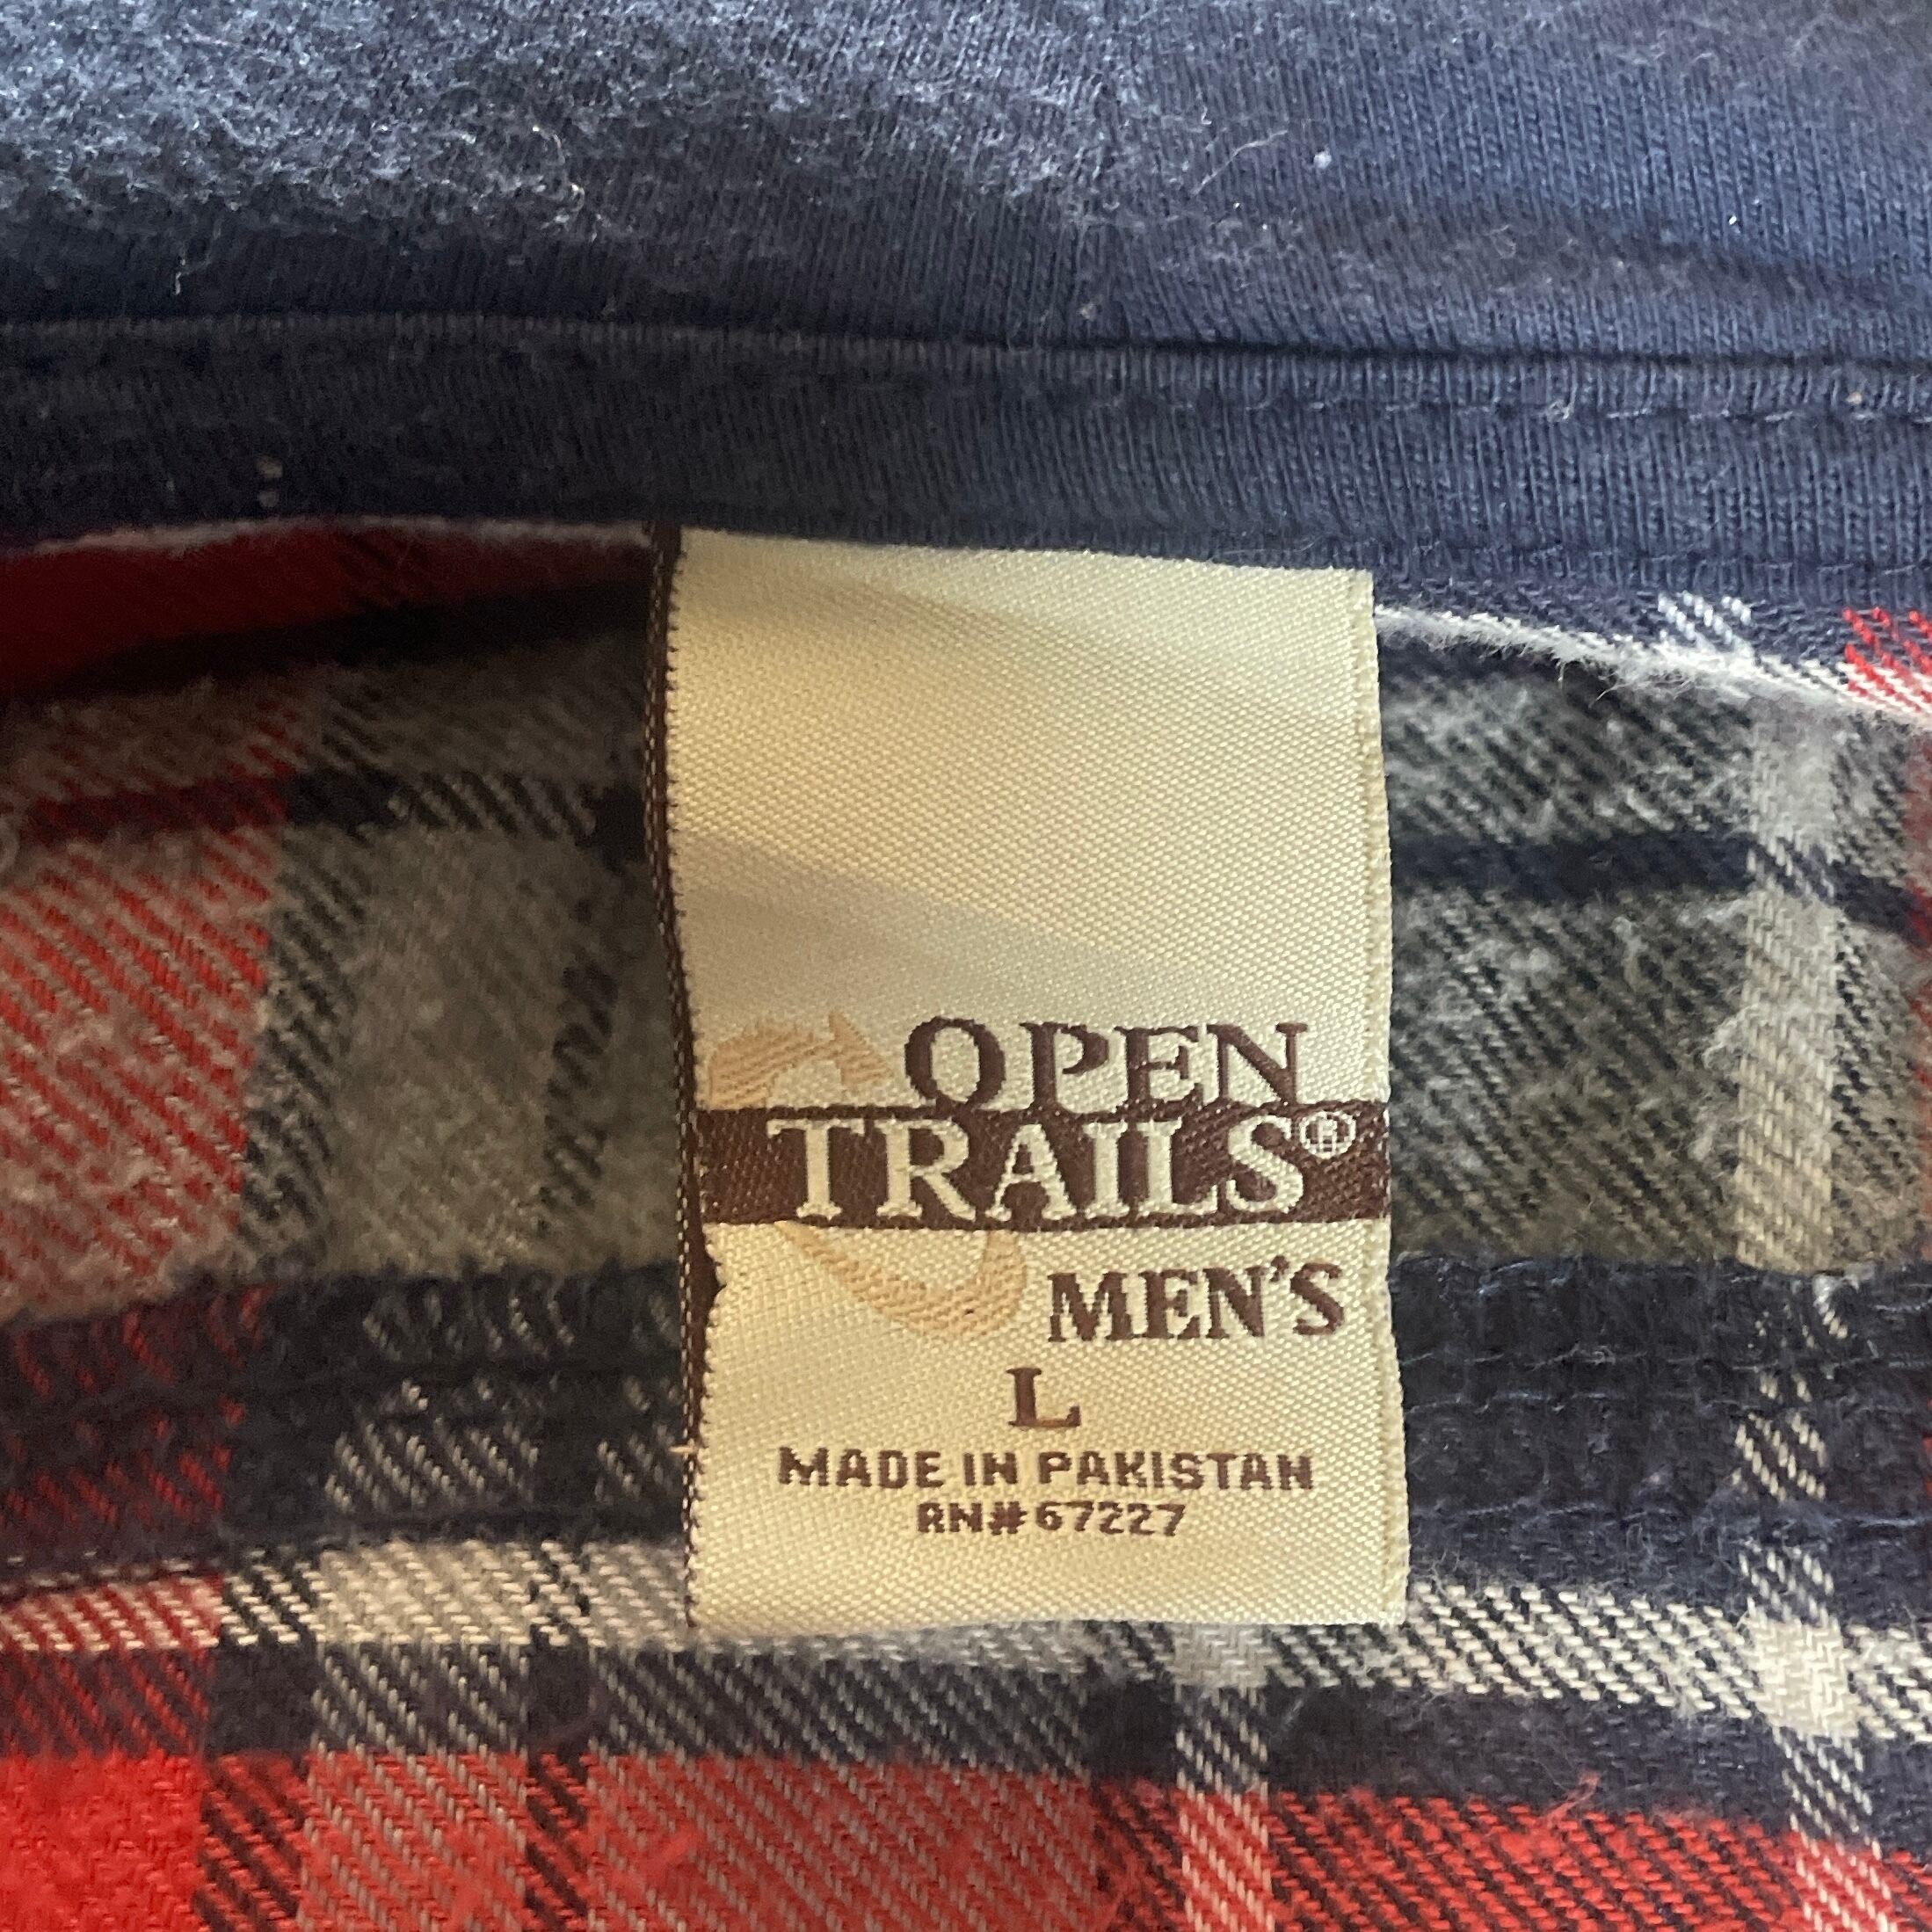 OPEN
TRAILS®
MEN'S
L
MADE IN PAKISTAN
RN#67227